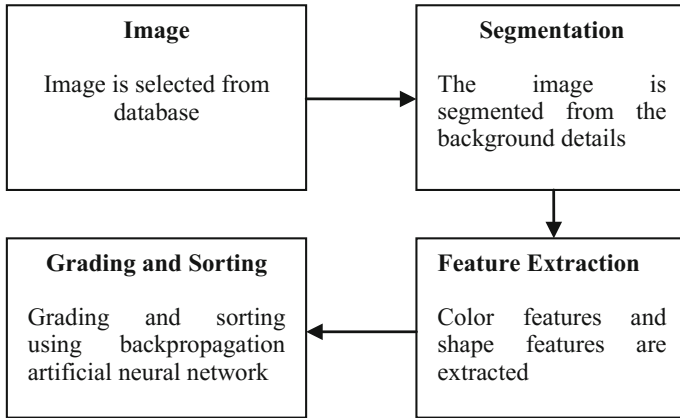 Image
Image is selected from
database
Segmentation
The image is
segmented from the
background details
Grading and Sorting
Grading and sorting
using backpropagation
artificial neural network
Feature Extraction
Color features and
shape features are
extracted